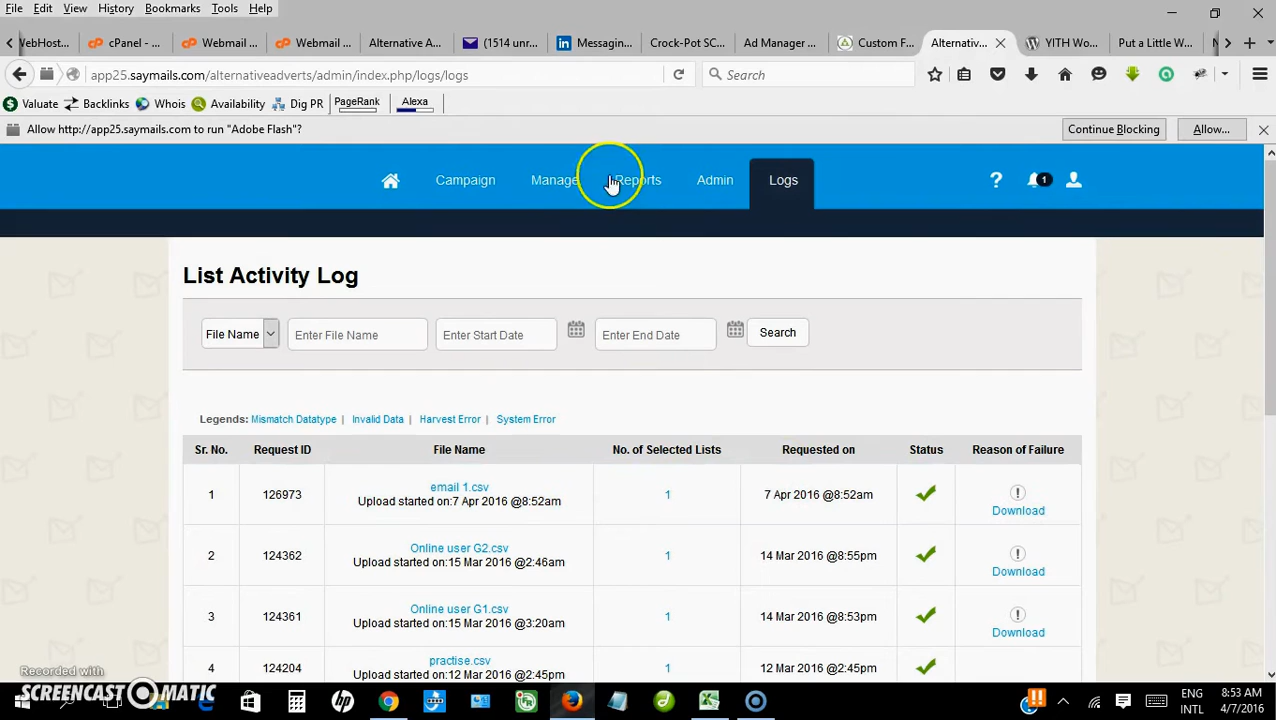 File Edit View History Bookmarks Tools Help
WebHost... cPanel - ... Webmail ... Webmail ... Alternative A... (1514 unr... Messagin... Crock-Pot SC... Ad Manager ... Custom F... Alternativ... YITH Wo... Put a Little W...
app25.saymails.com/alternativeadverts/admin/index.php/logs/logs Search
Valuate Backlinks Whois Availability Dig PR PageRank Alexa
Allow http://app25.saymails.com to run "Adobe Flash"? Continue Blocking Allow...
Campaign Manage Reports Admin Logs ? 1
List Activity Log
File Name Enter File Name Enter Start Date Enter End Date Search
Legends: Mismatch Datatype | Invalid Data | Harvest Error | System Error
Sr. No. Request ID File Name No. of Selected Lists Requested on Status Reason of Failure
1 126973 email 1.csv 1 7 Apr 2016 @8:52am
Upload started on:7 Apr 2016 @8:52am Download
2 124362 Online user G2.csv 1 14 Mar 2016 @8:55pm
Upload started on:15 Mar 2016 @2:46am Download
3 124361 Online user G1.csv 1 14 Mar 2016 @8:53pm
Upload started on:15 Mar 2016 @3:20am Download
4 124204 practise.csv 1 12 Mar 2016 @2:45pm
Upload started on:12 Mar 2016 @2:45pm
Recorded with
SCREENCAST MATIC
ENG 8:53 AM
INTL 4/7/2016